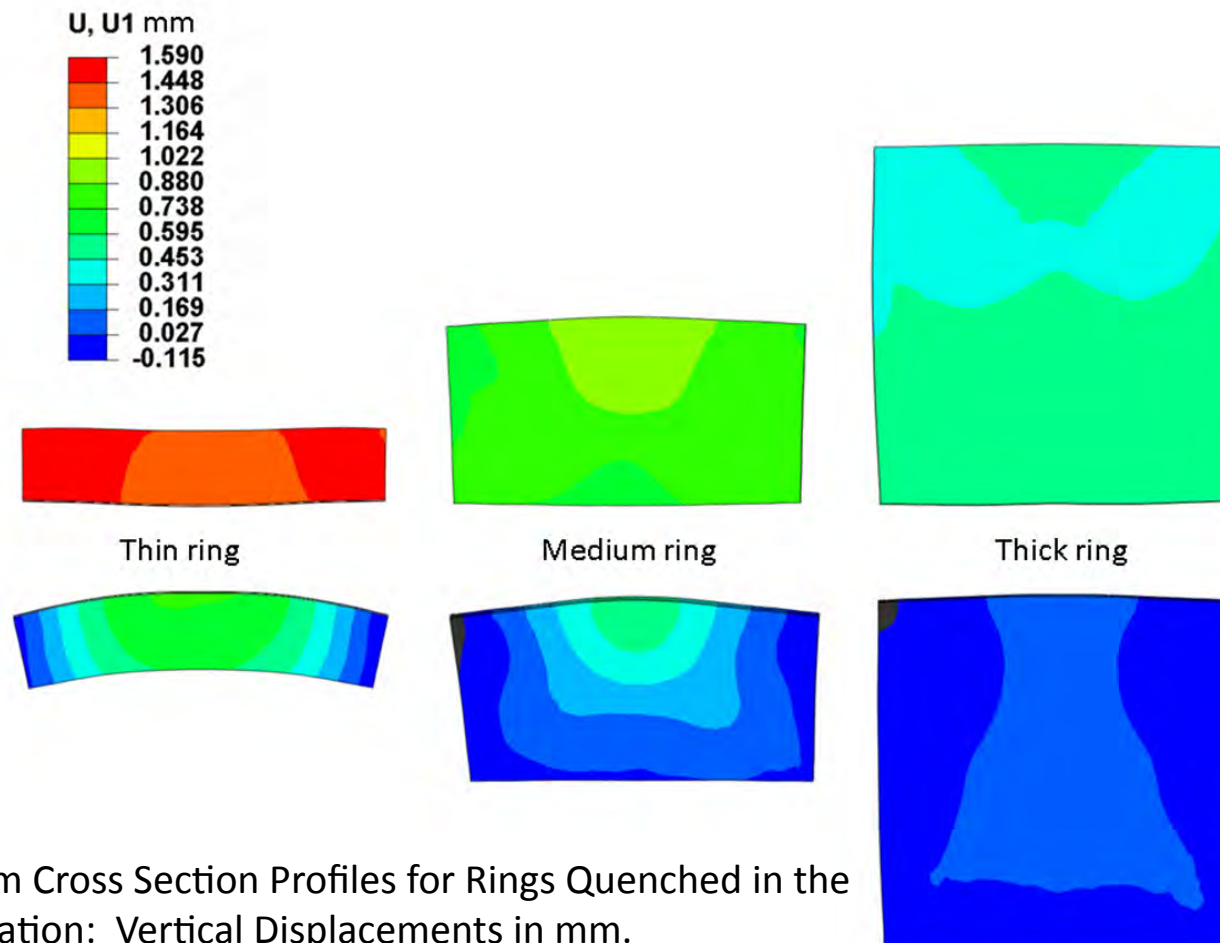 U, U1 mm
1.590
1.448
1.306
1.164
1.022
0.880
0.738
0.595
0.453
0.311
0.169
0.027
-0.115
Thin ring
Medium ring
Thick ring
m Cross Section Profiles for Rings Quenched in the
ation: Vertical Displacements in mm.